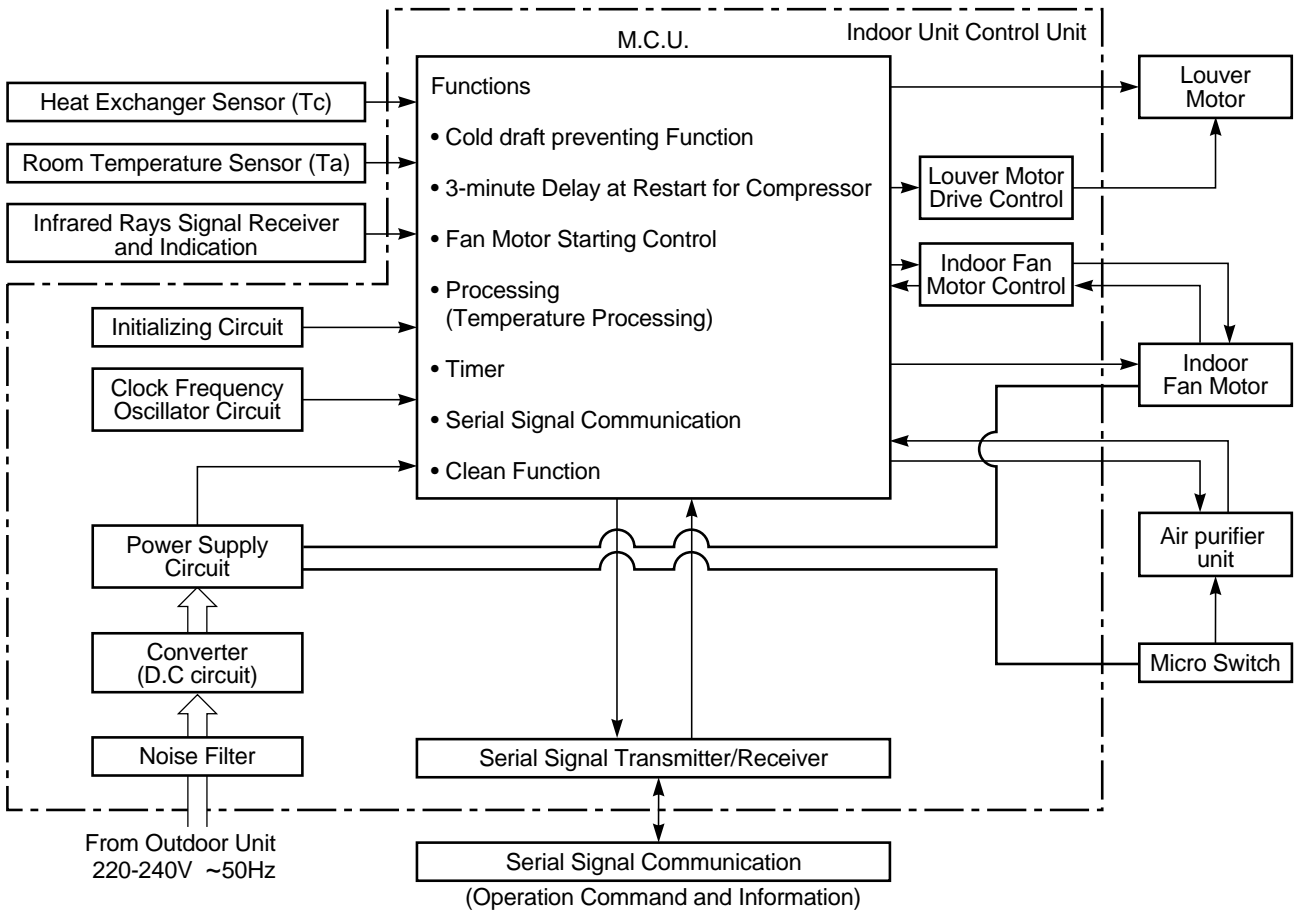 Indoor Unit Control Unit
M.C.U.
Heat Exchanger Sensor (Tc)
Room Temperature Sensor (Ta)
Infrared Rays Signal Receiver
and Indication
Initializing Circuit
Clock Frequency
Oscillator Circuit
Power Supply
Circuit
Converter
(D.C circuit)
Noise Filter
From Outdoor Unit
220-240V ~50Hz
Functions
• Cold draft preventing Function
• 3-minute Delay at Restart for Compressor
• Fan Motor Starting Control
• Processing
(Temperature Processing)
• Timer
• Serial Signal Communication
• Clean Function
Serial Signal Transmitter/Receiver
Serial Signal Communication
(Operation Command and Information)
Louver Motor
Drive Control
Indoor Fan
Motor Control
Louver
Motor
Indoor
Fan Motor
Air purifier
unit
Micro Switch